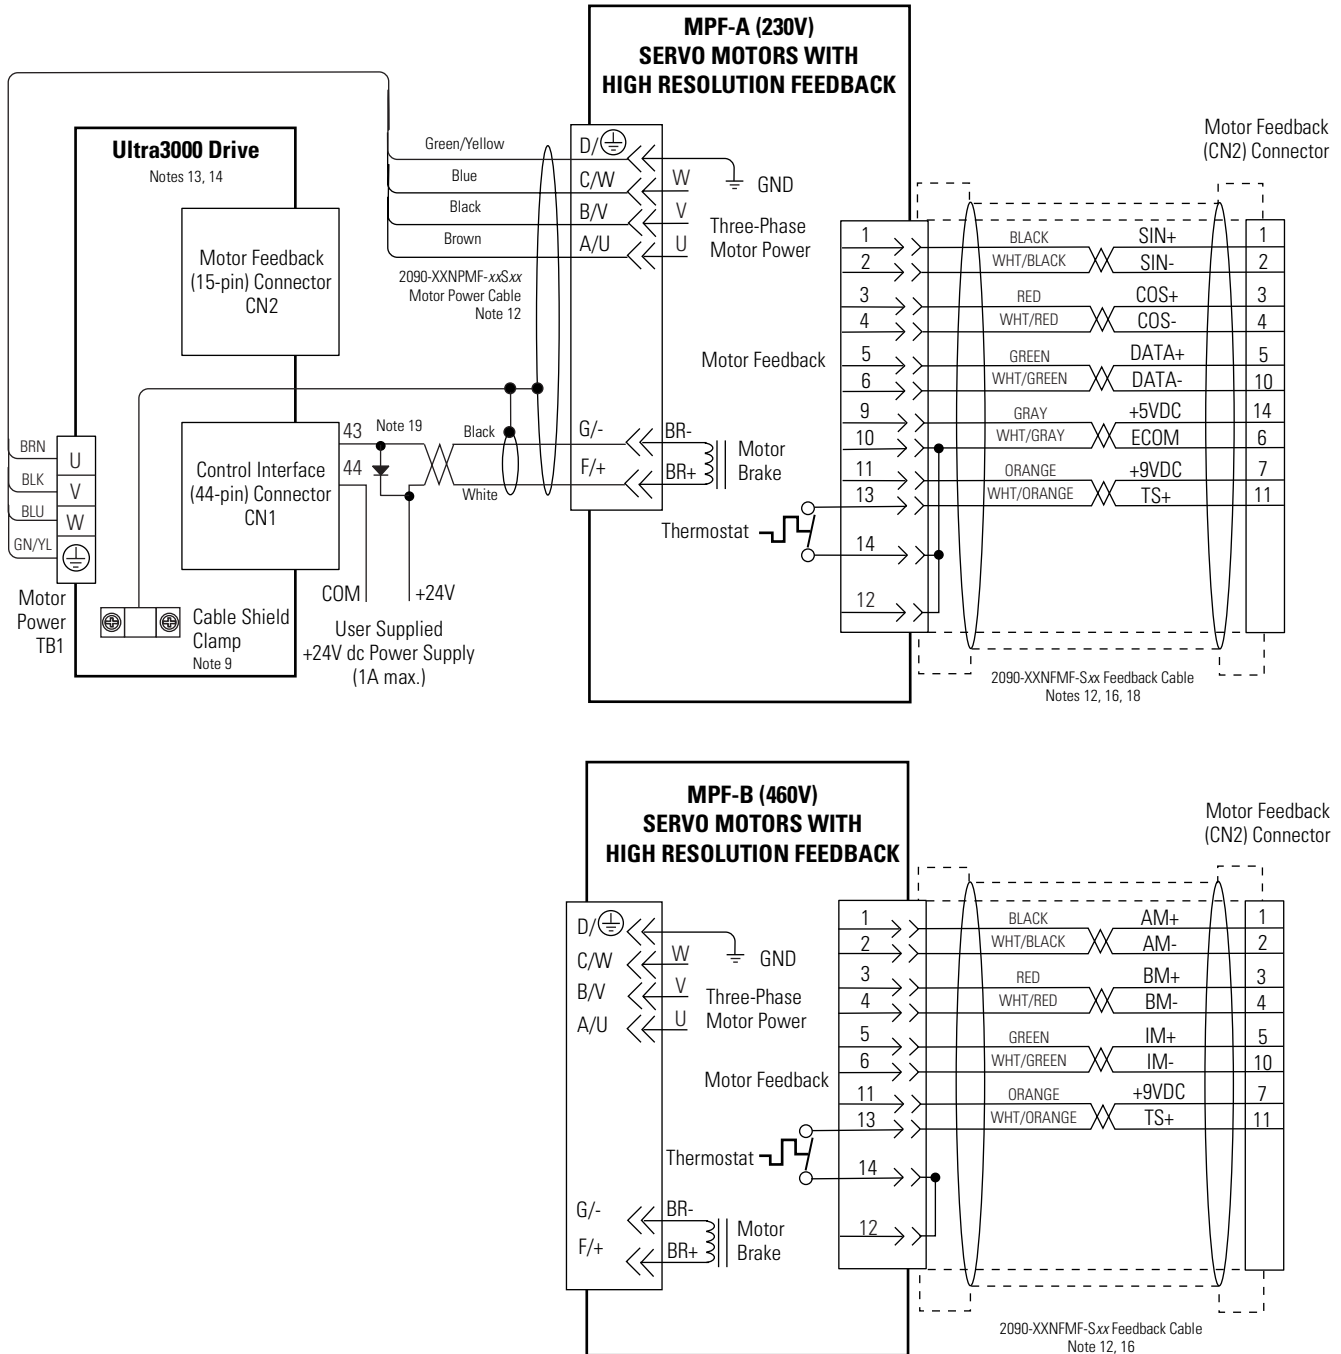 MPF-A (230V)
SERVO MOTORS WITH
HIGH RESOLUTION FEEDBACK
Ultra3000 Drive
Notes 13, 14
Motor Feedback
(15-pin) Connector
CN2
Control Interface
(44-pin) Connector
CN1
BRN
BLK
BLU
GN/YL
U
V
W
Motor
Power
TB1
Cable Shield
Clamp
Note 9
Green/Yellow
Blue
Black
Brown
2090-XXNPMF-xxSxx
Motor Power Cable
Note 12
43
44
Note 19
Black
White
COM
+24V
User Supplied
+24V dc Power Supply
(1A max.)
D/
C/W
B/V
A/U
G/-
F/+
W
V
U
GND
Three-Phase
Motor Power
Motor Feedback
BR-
BR+
Motor
Brake
Thermostat
Motor Feedback
(CN2) Connector
1 BLACK SIN+ 1
2 WHT/BLACK SIN- 2
3 RED COS+ 3
4 WHT/RED COS- 4
5 GREEN DATA+ 5
6 WHT/GREEN DATA- 10
9 GRAY +5VDC 14
10 WHT/GRAY ECOM 6
11 ORANGE +9VDC 7
13 WHT/ORANGE TS+ 11
14
12
2090-XXNFMF-Sxx Feedback Cable
Notes 12, 16, 18
MPF-B (460V)
SERVO MOTORS WITH
HIGH RESOLUTION FEEDBACK
D/
C/W
B/V
A/U
G/-
F/+
W
V
U
GND
Three-Phase
Motor Power
Motor Feedback
Thermostat
BR-
BR+
Motor
Brake
Motor Feedback
(CN2) Connector
1 BLACK AM+ 1
2 WHT/BLACK AM- 2
3 RED BM+ 3
4 WHT/RED BM- 4
5 GREEN IM+ 5
6 WHT/GREEN IM- 10
11 ORANGE +9VDC 7
13 WHT/ORANGE TS+ 11
14
12
2090-XXNFMF-Sxx Feedback Cable
Note 12, 16